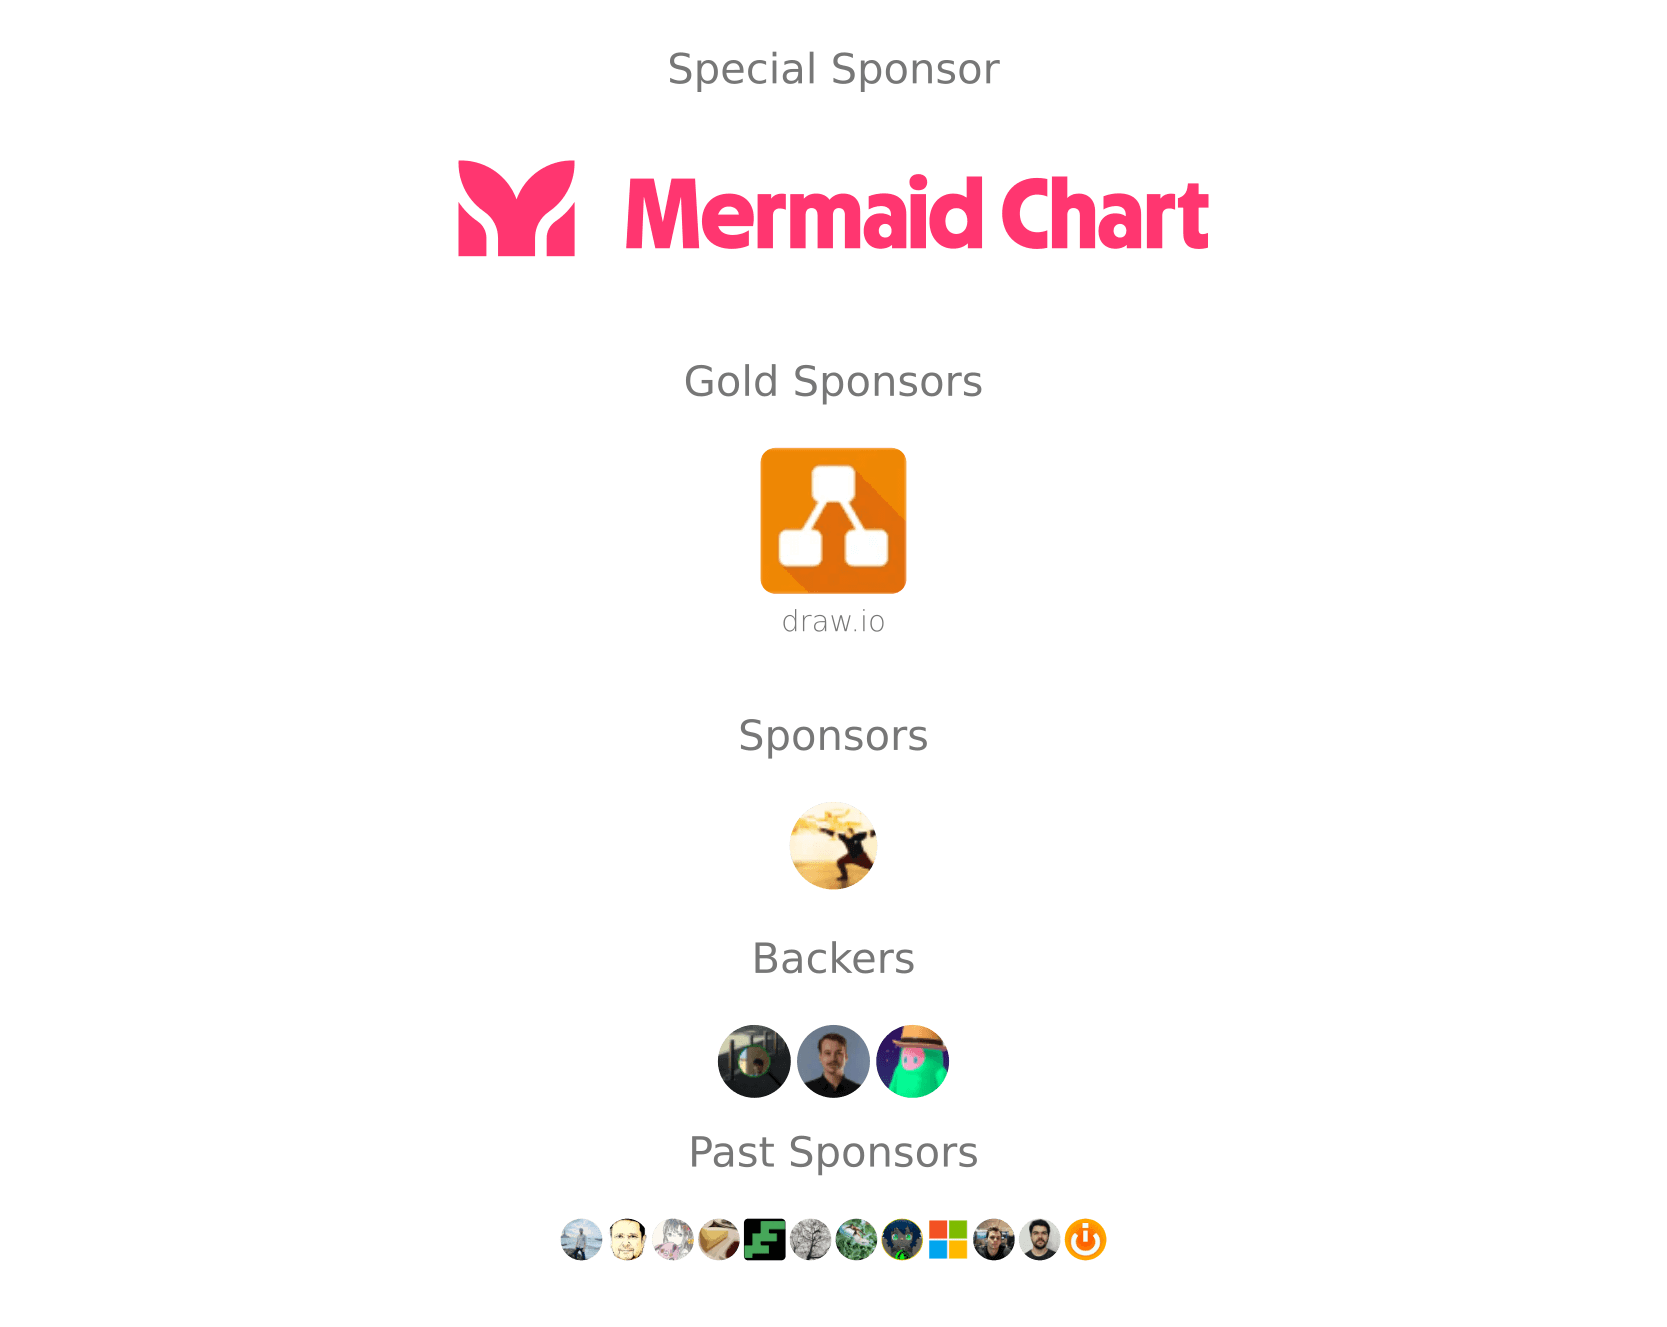 Special Sponsor
Mermaid Chart
Gold Sponsors
draw.io
Sponsors
Backers
Past Sponsors